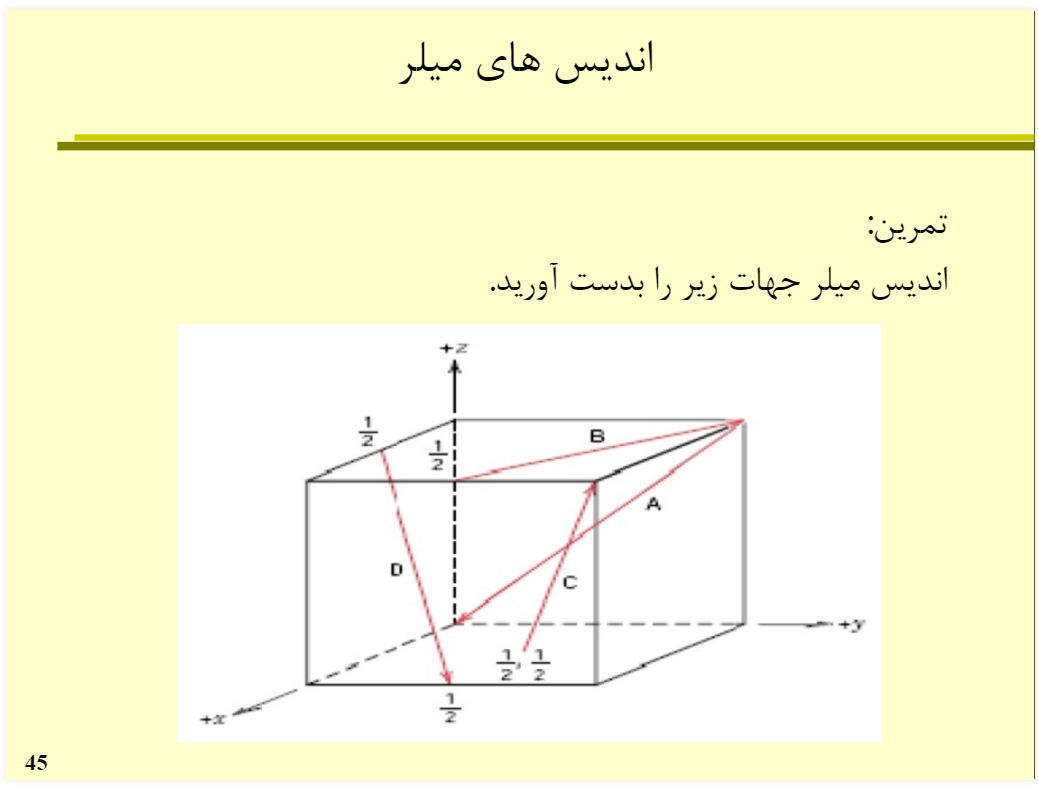 اندیس های میلر
تمرین:
اندیس میلر جهات زیر را بدست آورید.
+z
1/2
1/2
B
A
D
C
+y
1/2, 1/2
1/2
+x
45